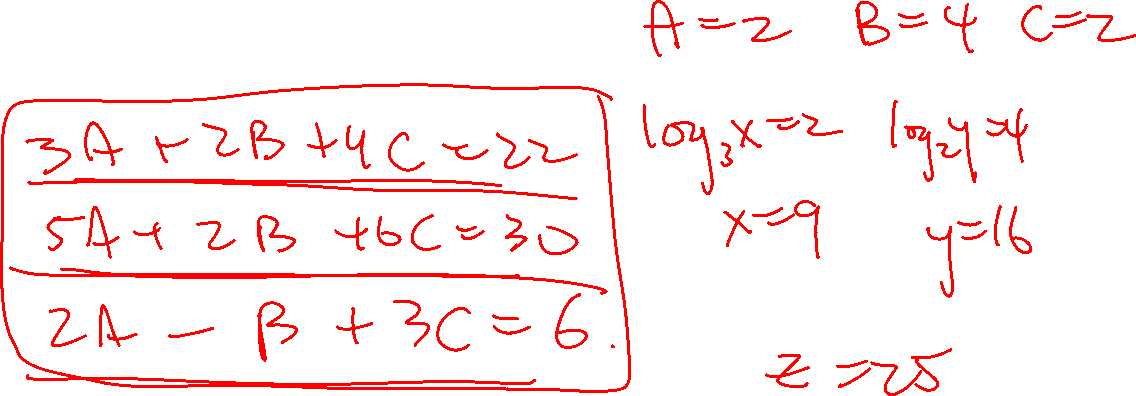 A=2 B=4 C=2
3A+2B+4C=22
log₃x=2 log₂y=4
5A+2B+6C=30
x=9 y=16
2A-B+3C=6.
z=25